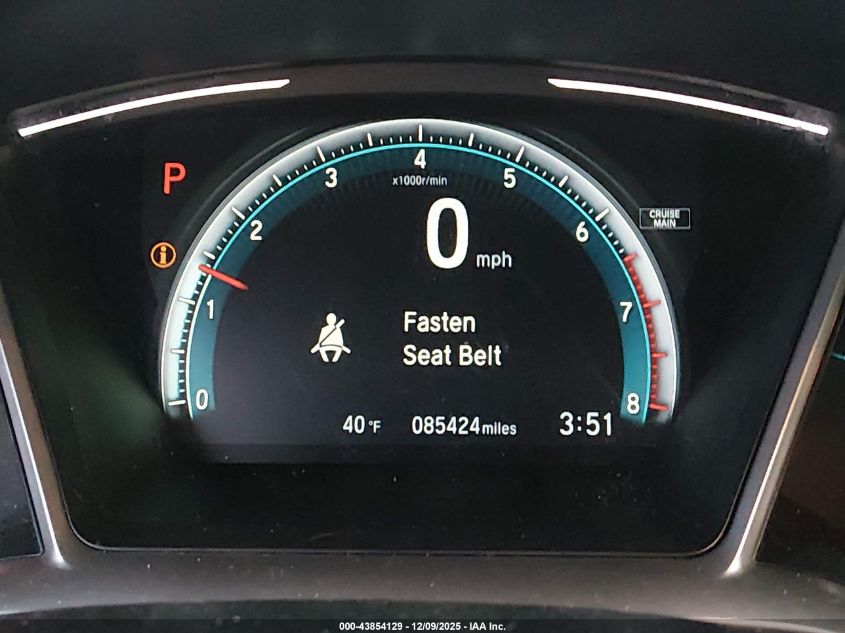 4
3
5
x1000r/min
P
CRUISE
MAIN
2
0
6
mph
i
1
7
Fasten
Seat Belt
0
8
40°F
085424miles
3:51
000-43854129 - 12/09/2025 - IAA Inc.